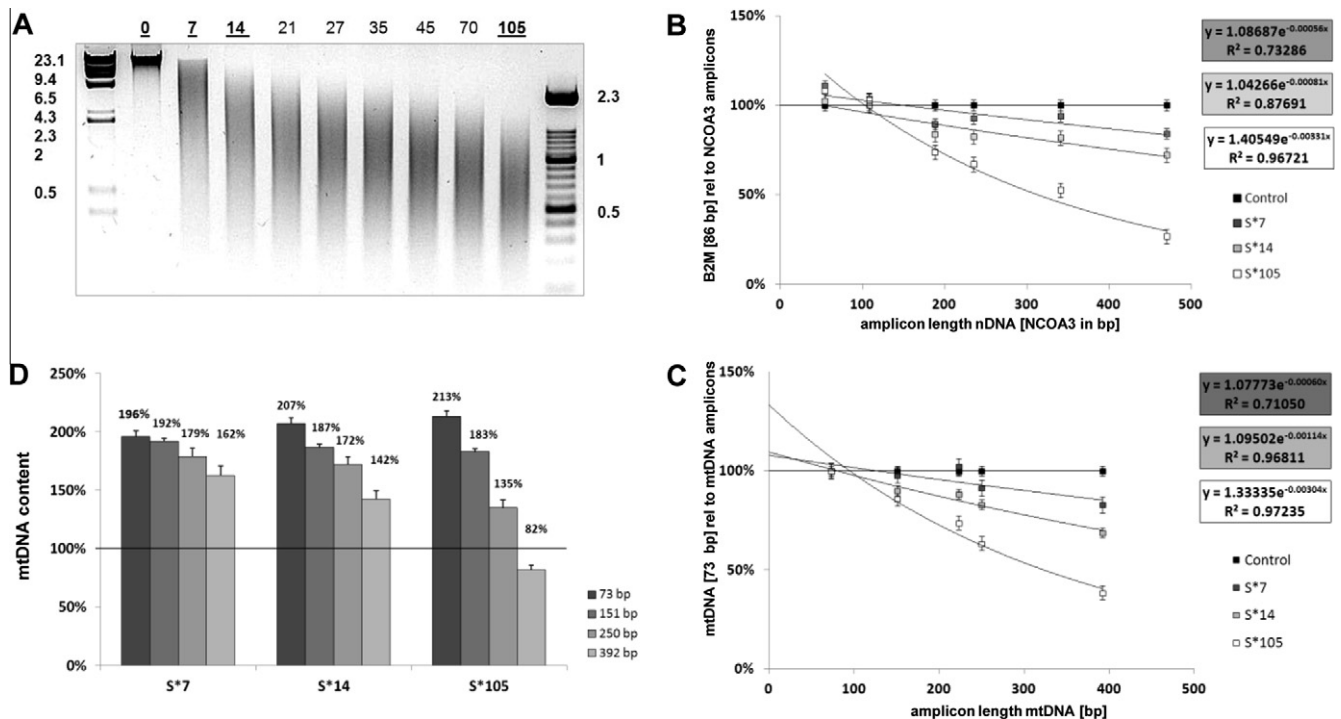 A
0 7 14 21 27 35 45 70 105
23.1
9.4
6.5
4.3
2.3
2
0.5
2.3
1
0.5
B
150%
100%
50%
0%
B2M [86 bp] rel to NCOA3 amplicons
0 100 200 300 400 500
amplicon length nDNA [NCOA3 in bp]
y = 1.08687e^-0.00056x
R² = 0.73286
y = 1.04266e^-0.00081x
R² = 0.87691
y = 1.40549e^-0.00331x
R² = 0.96721
Control
S*7
S*14
S*105
D
250%
200%
150%
100%
50%
0%
mtDNA content
196% 192% 179% 162%
207% 187% 172% 142%
213% 183% 135% 82%
S*7 S*14 S*105
73 bp
151 bp
250 bp
392 bp
C
150%
100%
50%
0%
mtDNA [73 bp] rel to mtDNA amplicons
0 100 200 300 400 500
amplicon length mtDNA [bp]
y = 1.07773e^-0.00060x
R² = 0.71050
y = 1.09502e^-0.00114x
R² = 0.96811
y = 1.33335e^-0.00304x
R² = 0.97235
Control
S*7
S*14
S*105